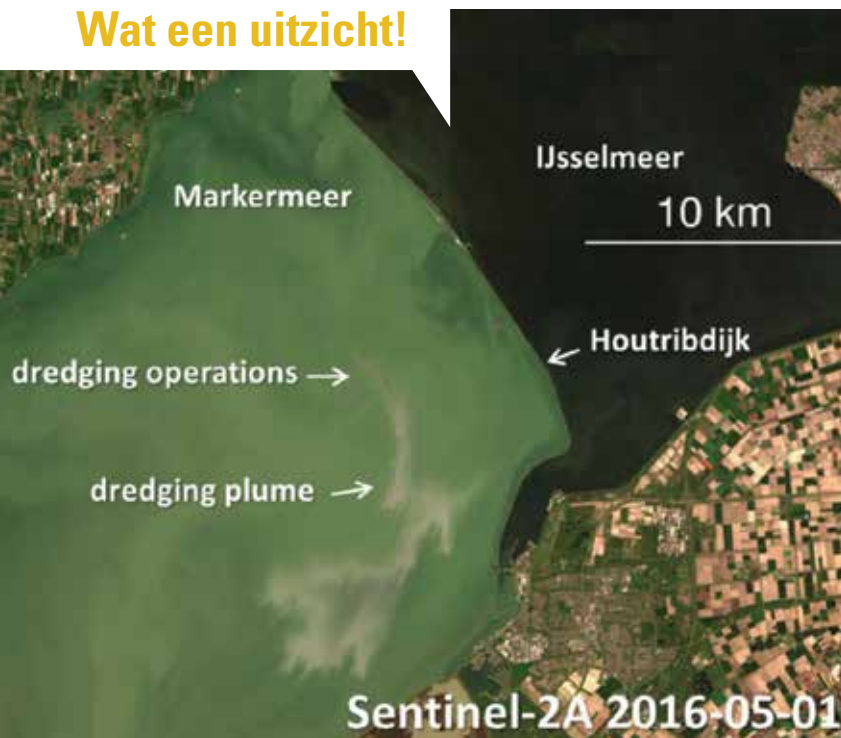 Wat een uitzicht!
IJsselmeer
Markermeer
10 km
Houtribdijk
dredging operations
dredging plume
Sentinel-2A 2016-05-01